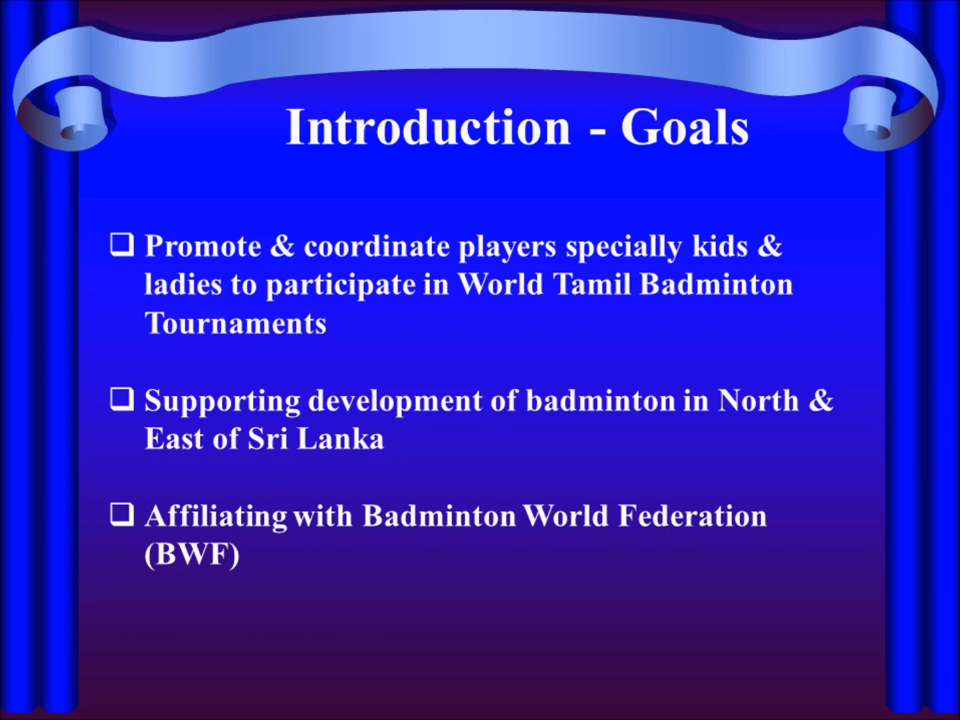 Introduction - Goals
❑ Promote & coordinate players specially kids &
ladies to participate in World Tamil Badminton
Tournaments
❑ Supporting development of badminton in North &
East of Sri Lanka
❑ Affiliating with Badminton World Federation
(BWF)